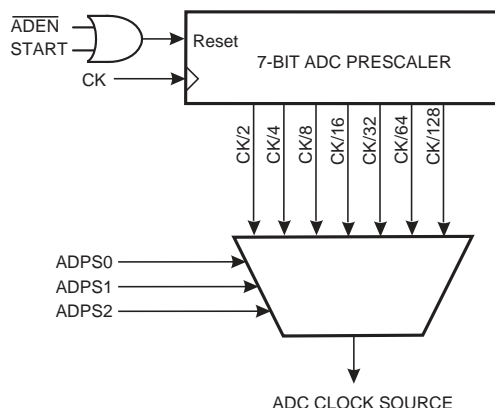 ADEN
START
Reset
7-BIT ADC PRESCALER
CK
CK/2
CK/4
CK/8
CK/16
CK/32
CK/64
CK/128
ADPS0
ADPS1
ADPS2
ADC CLOCK SOURCE